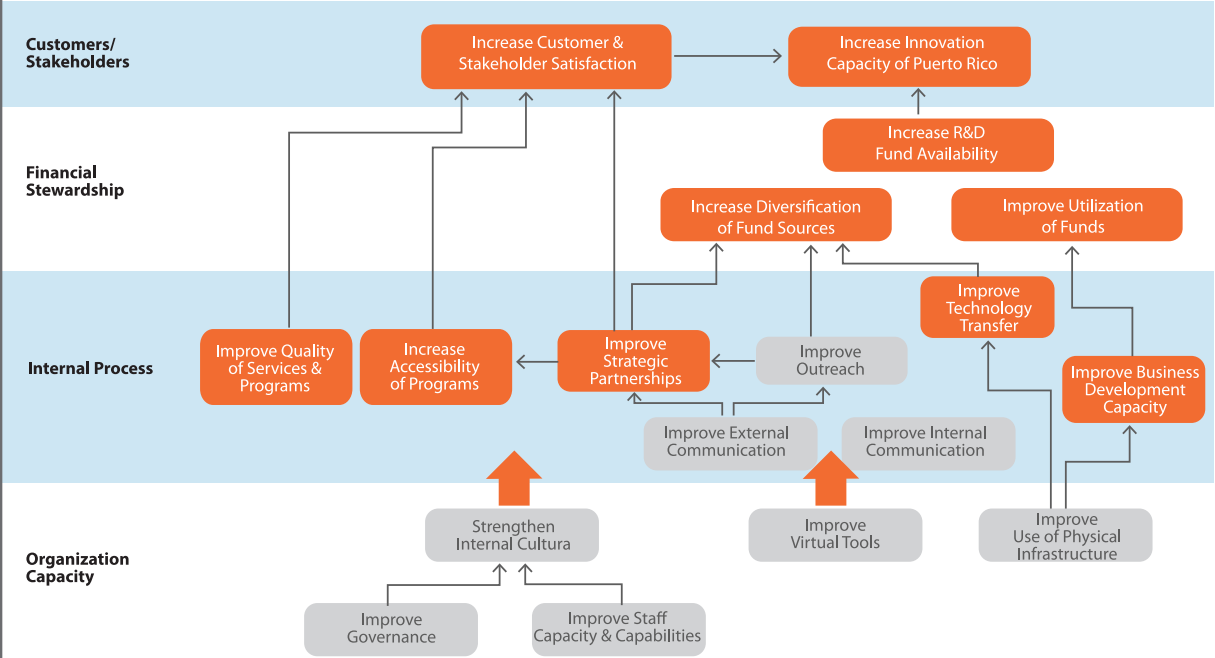 Customers/
Stakeholders
Increase Customer &
Stakeholder Satisfaction
Increase Innovation
Capacity of Puerto Rico
Financial
Stewardship
Increase R&D
Fund Availability
Increase Diversification
of Fund Sources
Improve Utilization
of Funds
Internal Process
Improve Quality
of Services &
Programs
Increase
Accessibility
of Programs
Improve
Strategic
Partnerships
Improve
Outreach
Improve
Technology
Transfer
Improve Business
Development
Capacity
Improve External
Communication
Improve Internal
Communication
Organization
Capacity
Strengthen
Internal Cultura
Improve
Virtual Tools
Improve
Use of Physical
Infrastructure
Improve
Governance
Improve Staff
Capacity & Capabilities